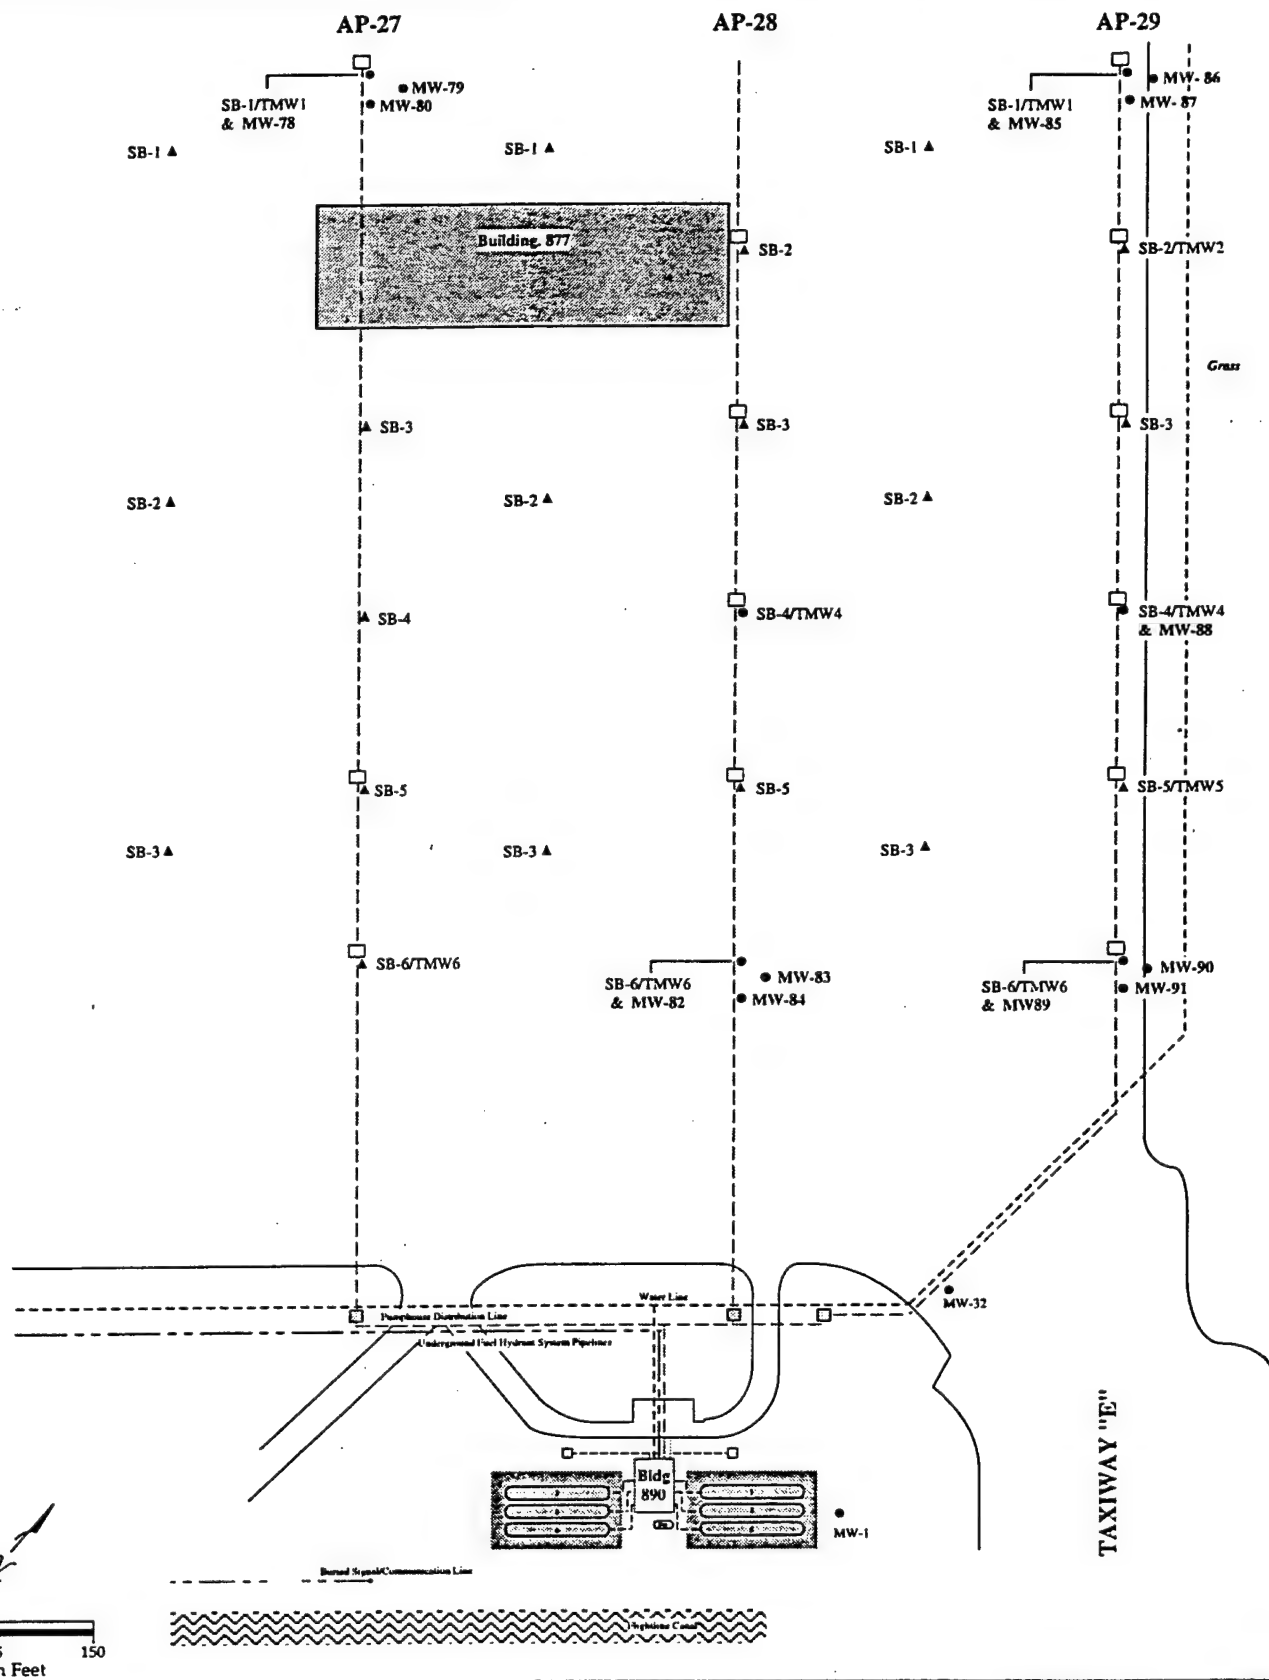 AP-27
AP-28
AP-29
MW-79
MW-80
SB-1/TMW1
& MW-78
MW- 86
MW- 87
SB-1/TMW1
& MW-85
SB-1
SB-1
SB-1
Building. 877
SB-2
SB-2/TMW2
Grass
SB-3
SB-3
SB-3
SB-2
SB-2
SB-2
SB-4
SB-4/TMW4
SB-4/TMW4
& MW-88
SB-5
SB-5
SB-5/TMW5
SB-3
SB-3
SB-3
SB-6/TMW6
SB-6/TMW6
& MW-82
MW-83
MW-84
SB-6/TMW6
& MW89
MW-90
MW-91
Water Line
MW-32
Pumphouse Distribution Line
Underground Fuel Hydrant System Pipelines
TAXIWAY "E"
Bldg
890
MW-1
Buried Signal/Communication Line
Canal
150
Feet